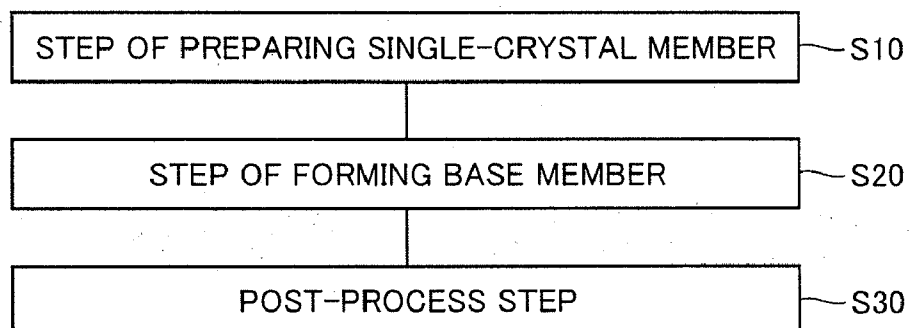 STEP OF PREPARING SINGLE-CRYSTAL MEMBER S10
STEP OF FORMING BASE MEMBER S20
POST-PROCESS STEP S30